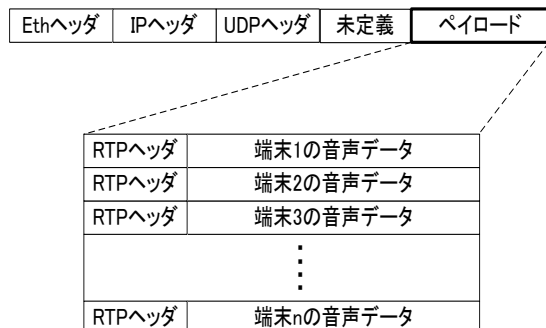 Ethヘッダ IPヘッダ UDPヘッダ 未定義 ペイロード
RTPヘッダ 端末1の音声データ
RTPヘッダ 端末2の音声データ
RTPヘッダ 端末3の音声データ
RTPヘッダ 端末nの音声データ